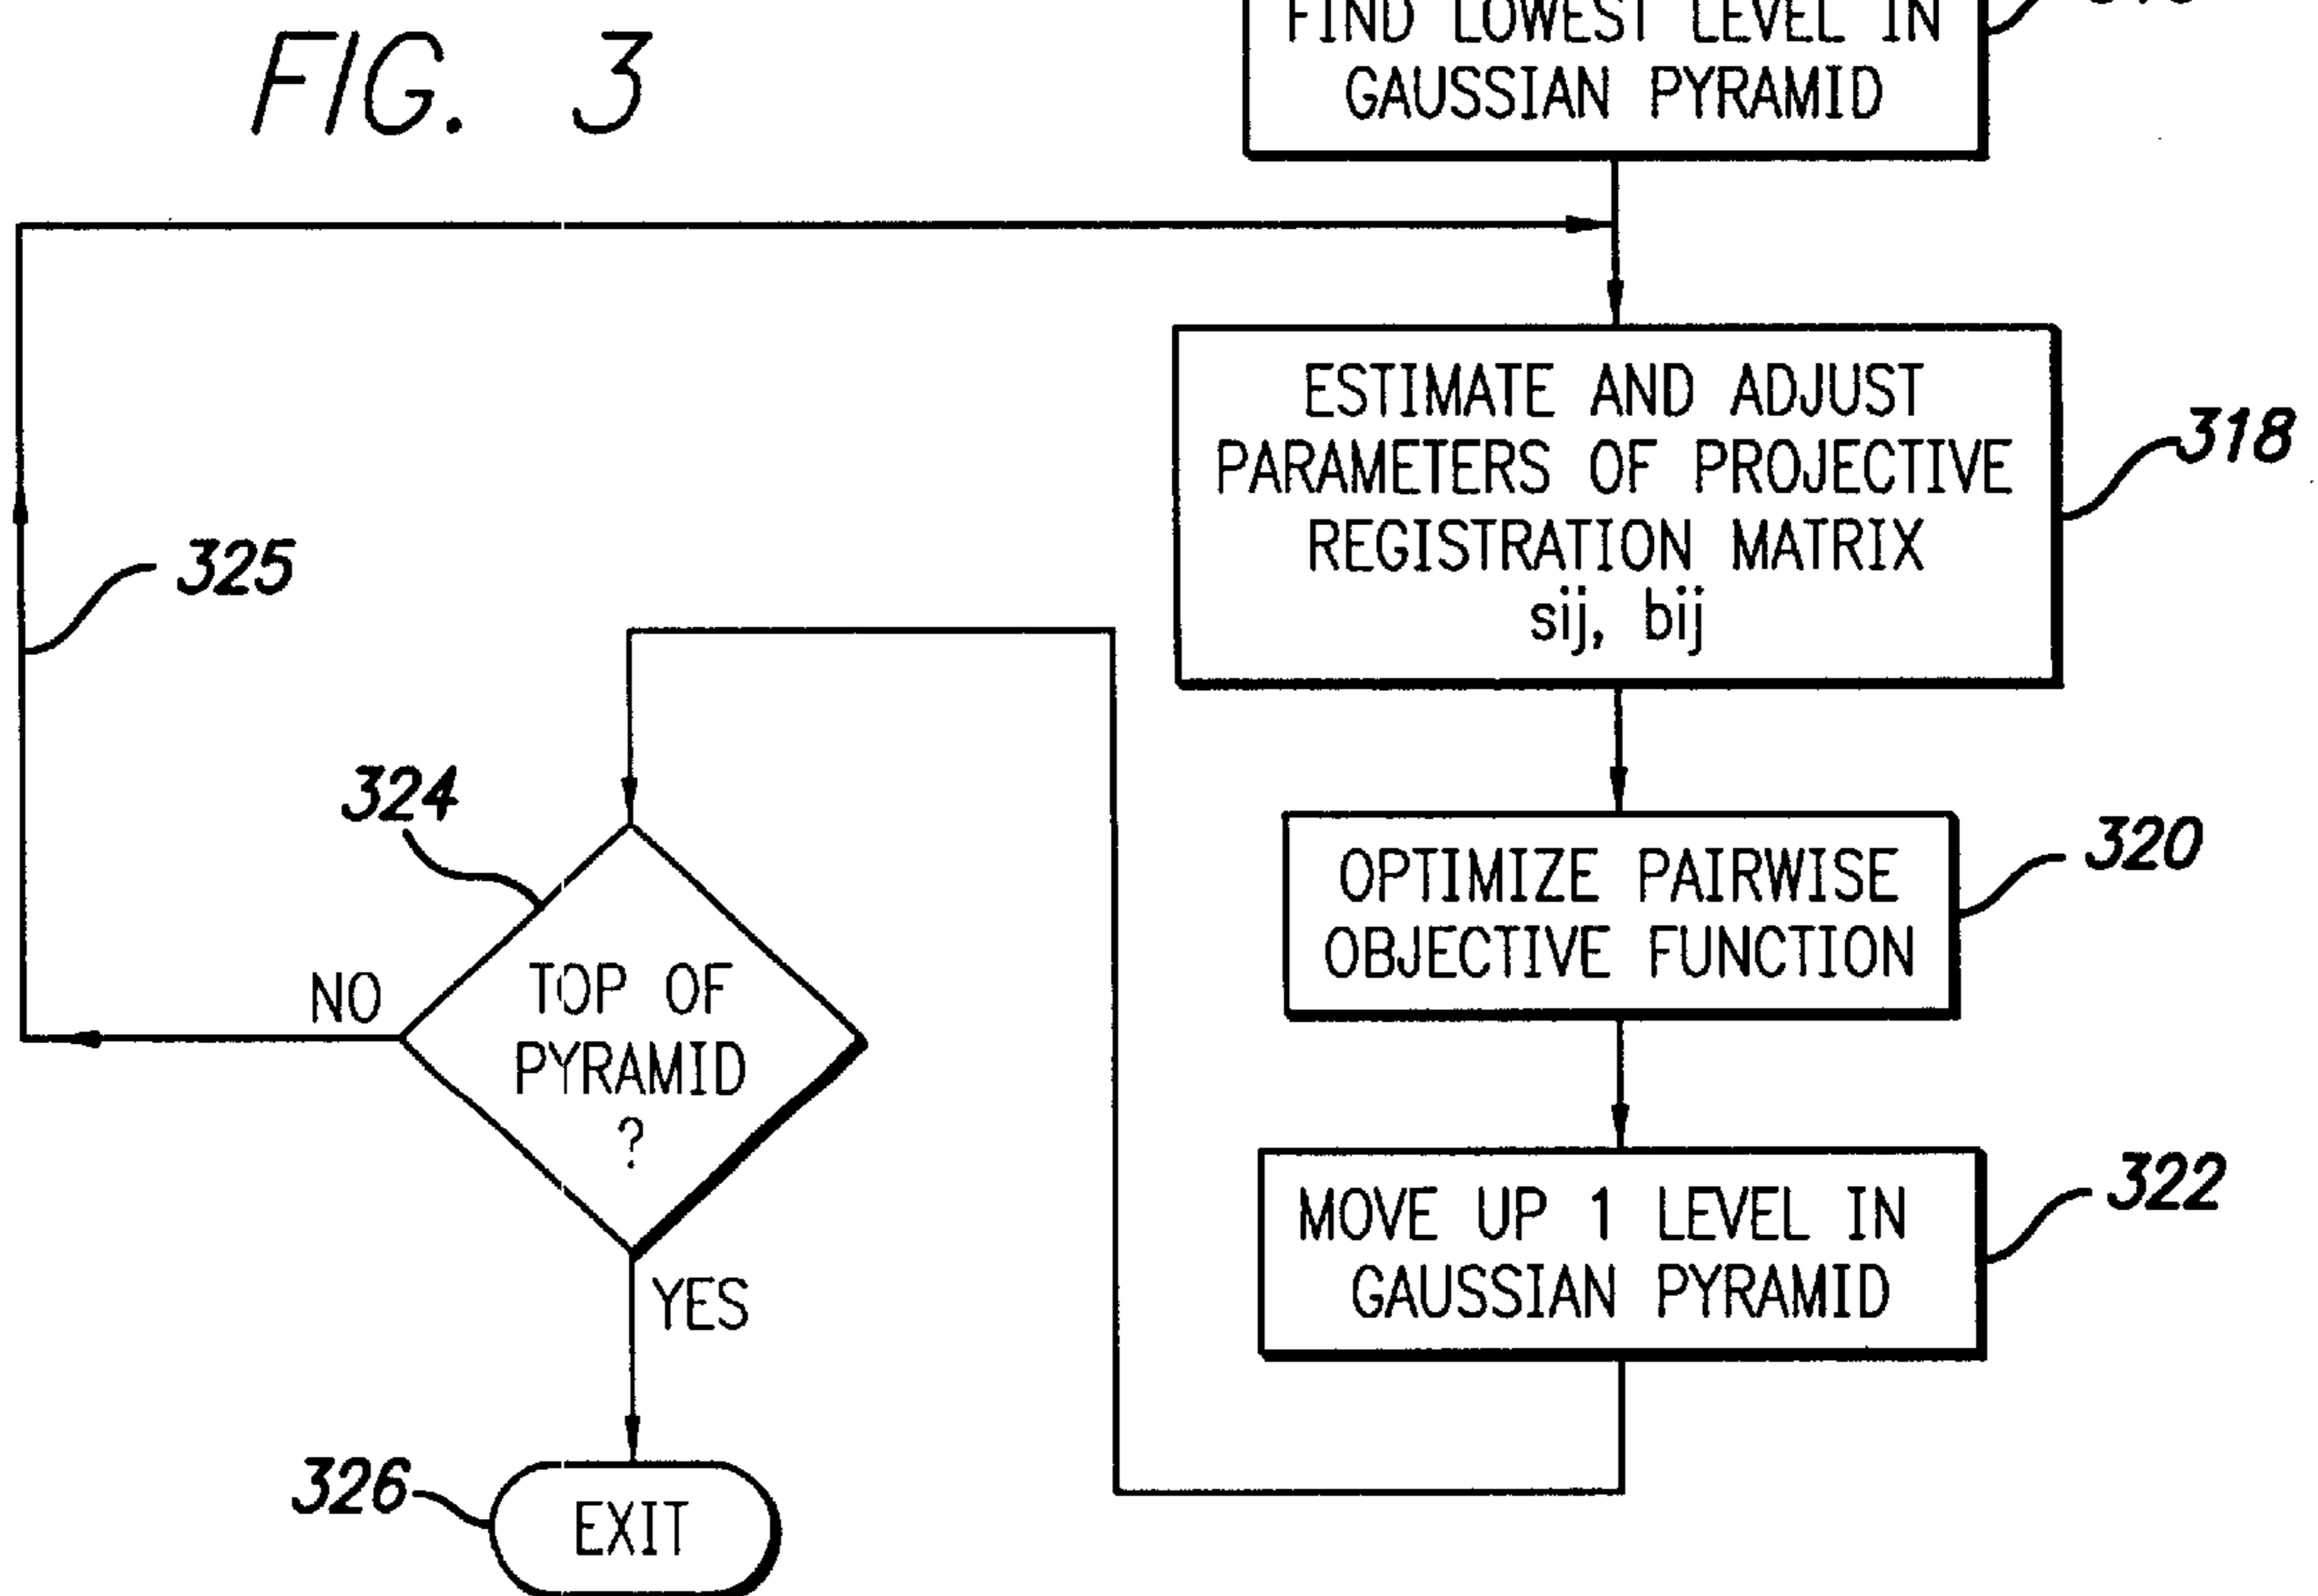 FIG. 3
FIND LOWEST LEVEL IN
GAUSSIAN PYRAMID
ESTIMATE AND ADJUST
PARAMETERS OF PROJECTIVE
REGISTRATION MATRIX
sij, bij
318
325
324
OPTIMIZE PAIRWISE
OBJECTIVE FUNCTION
320
NO
TOP OF
PYRAMID
?
MOVE UP 1 LEVEL IN
GAUSSIAN PYRAMID
322
YES
326
EXIT